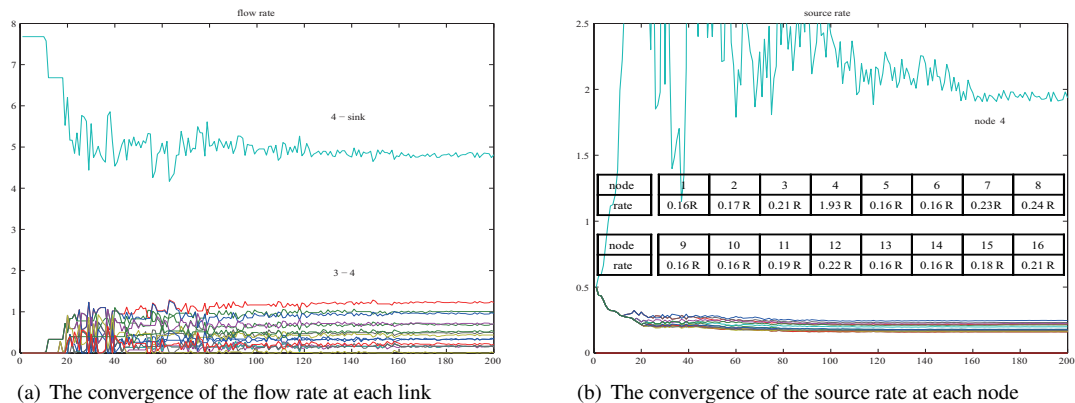 flow rate
8
7
6
5
4
3
2
1
0
4 − sink
3 − 4
0 20 40 60 80 100 120 140 160 180 200
(a) The convergence of the flow rate at each link
source rate
2.5
2
1.5
1
0.5
0
node 4
node 1 2 3 4 5 6 7 8
rate 0.16R 0.17 R 0.21 R 1.93 R 0.16 R 0.16 R 0.23 R 0.24 R
node 9 10 11 12 13 14 15 16
rate 0.16 R 0.16 R 0.19 R 0.22 R 0.16 R 0.16 R 0.18 R 0.21 R
0 20 40 60 80 100 120 140 160 180 200
(b) The convergence of the source rate at each node